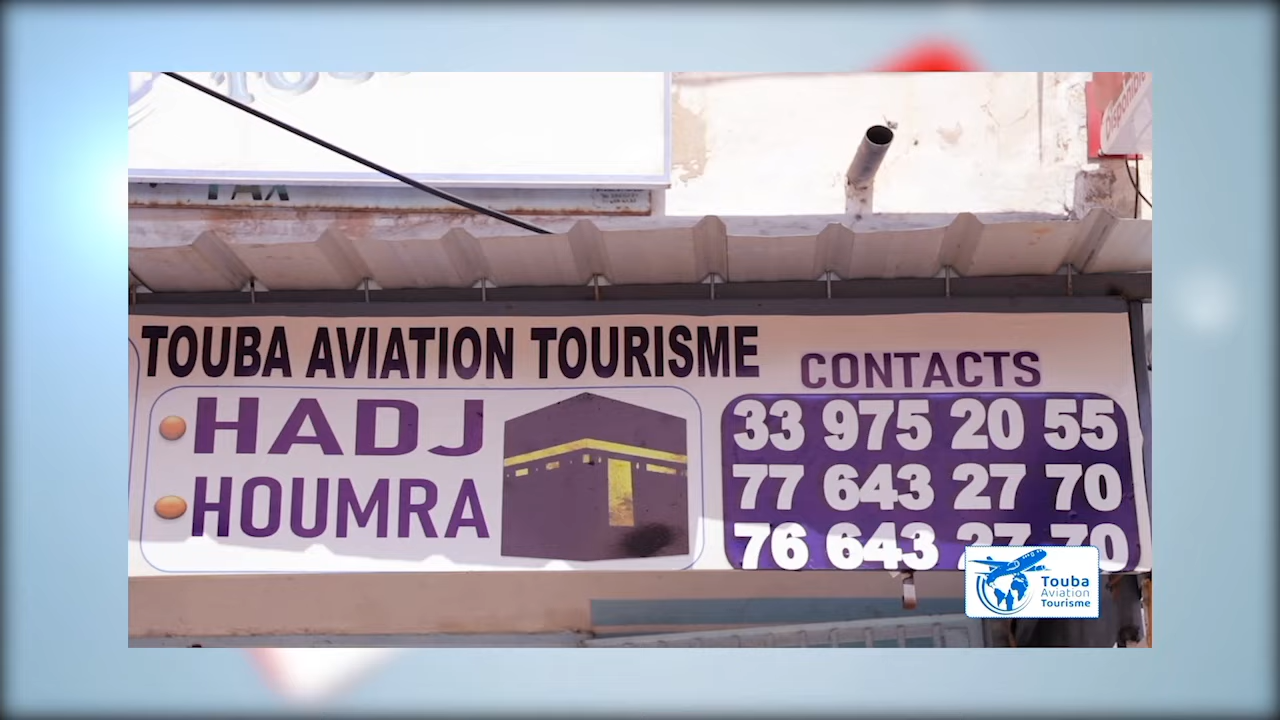 Disponible
TOUBA AVIATION TOURISME
HADJ
HOUMRA
CONTACTS
33 975 20 55
77 643 27 70
76 643 27 70
Touba
Aviation
Tourisme